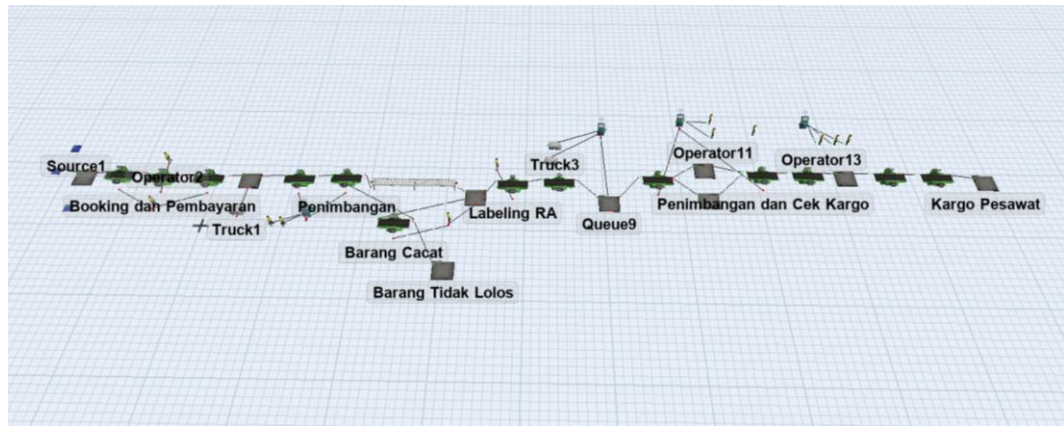 Source1
Operator2
Booking dan Pembayaran
Truck1
Penimbangan
Barang Cacat
Barang Tidak Lolos
Labeling RA
Truck3
Queue9
Operator11
Penimbangan dan Cek Kargo
Operator13
Kargo Pesawat